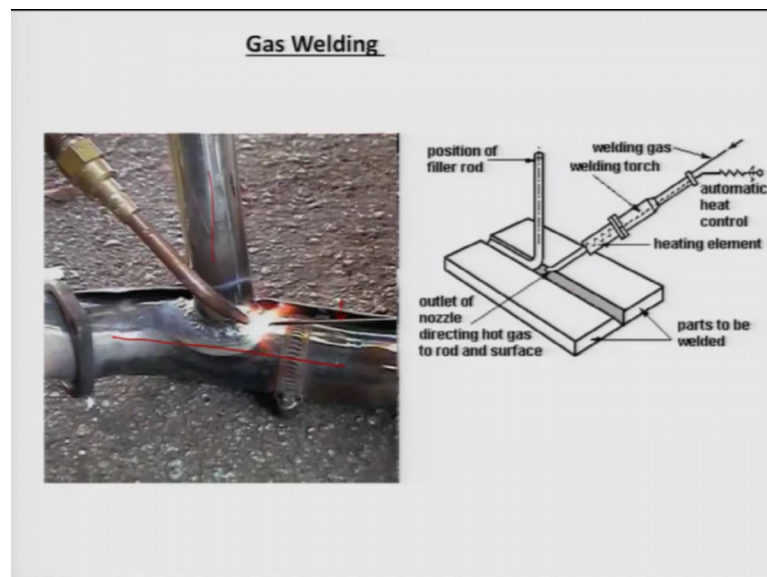 Gas Welding
position of
filler rod
welding gas
welding torch
automatic
heat
control
heating element
outlet of
nozzle
directing hot gas
to rod and surface
parts to be
welded